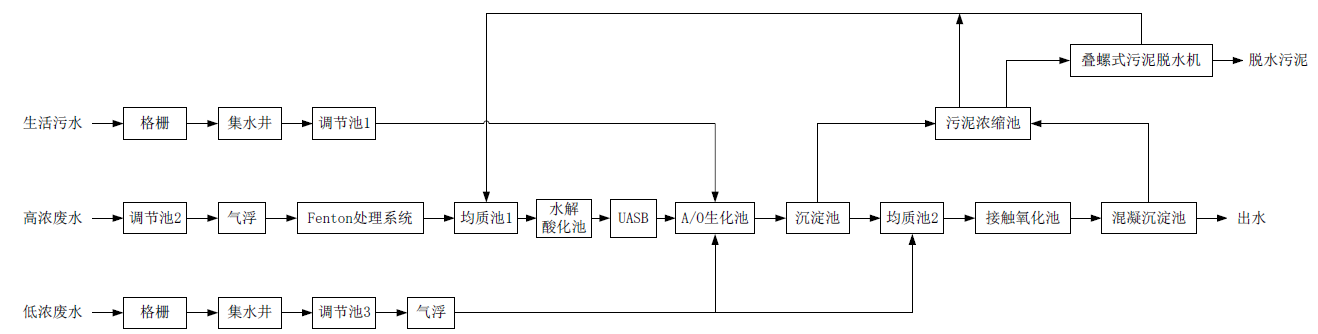 叠螺式污泥脱水机
脱水污泥
生活污水
格栅
集水井
调节池1
污泥浓缩池
高浓废水
调节池2
气浮
Fenton处理系统
均质池1
水解
酸化池
UASB
A/O生化池
沉淀池
均质池2
接触氧化池
混凝沉淀池
出水
低浓废水
格栅
集水井
调节池3
气浮